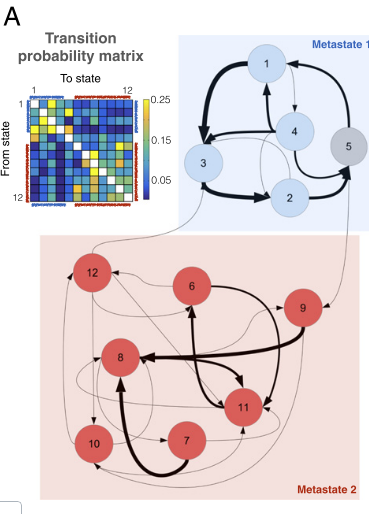 A
Transition
probability matrix
To state
1
12
1
12
From state
0.25
0.15
0.05
Metastate 1
1
4
3
5
2
12
6
9
8
11
10
7
Metastate 2